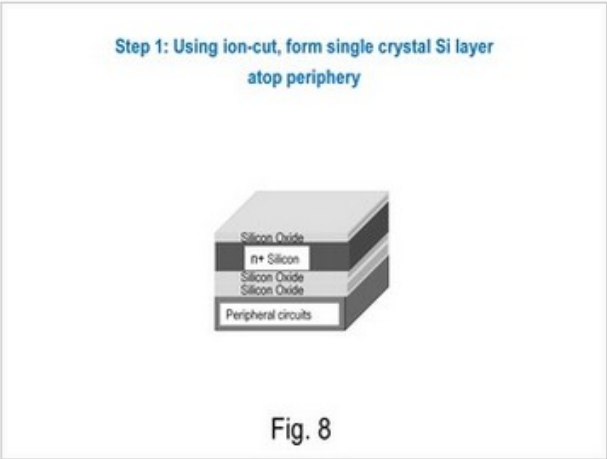 Step 1: Using ion-cut, form single crystal Si layer
atop periphery
Silicon Oxide
n+ Silicon
Silicon Oxide
Silicon Oxide
Peripheral circuits
Fig. 8